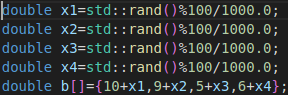 double x1=std::rand()%100/1000.0;
double x2=std::rand()%100/1000.0;
double x3=std::rand()%100/1000.0;
double x4=std::rand()%100/1000.0;
double b[]={10+x1,9+x2,5+x3,6+x4};